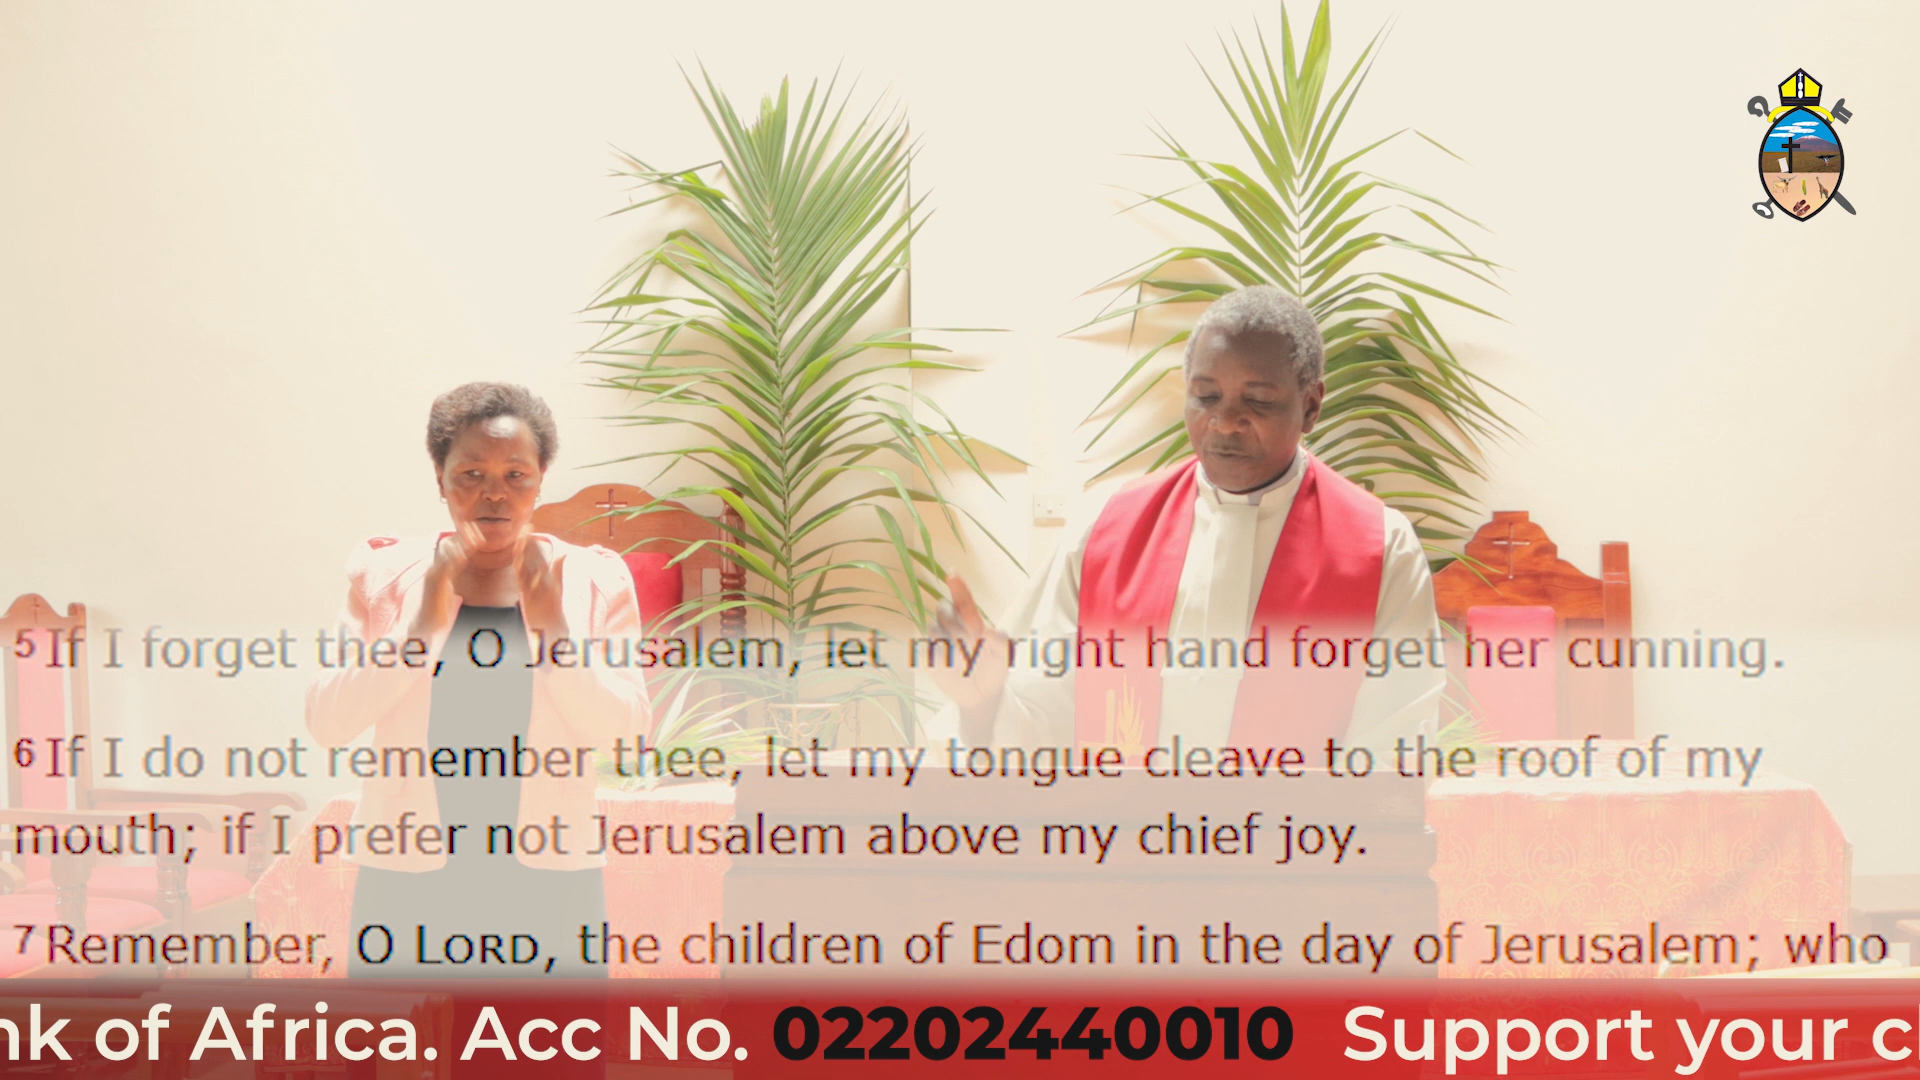 5 If I forget thee, O Jerusalem, let my right hand forget her cunning.
6 If I do not remember thee, let my tongue cleave to the roof of my
mouth; if I prefer not Jerusalem above my chief joy.
7 Remember, O LORD, the children of Edom in the day of Jerusalem; who
nk of Africa. Acc No. 02202440010 Support your c